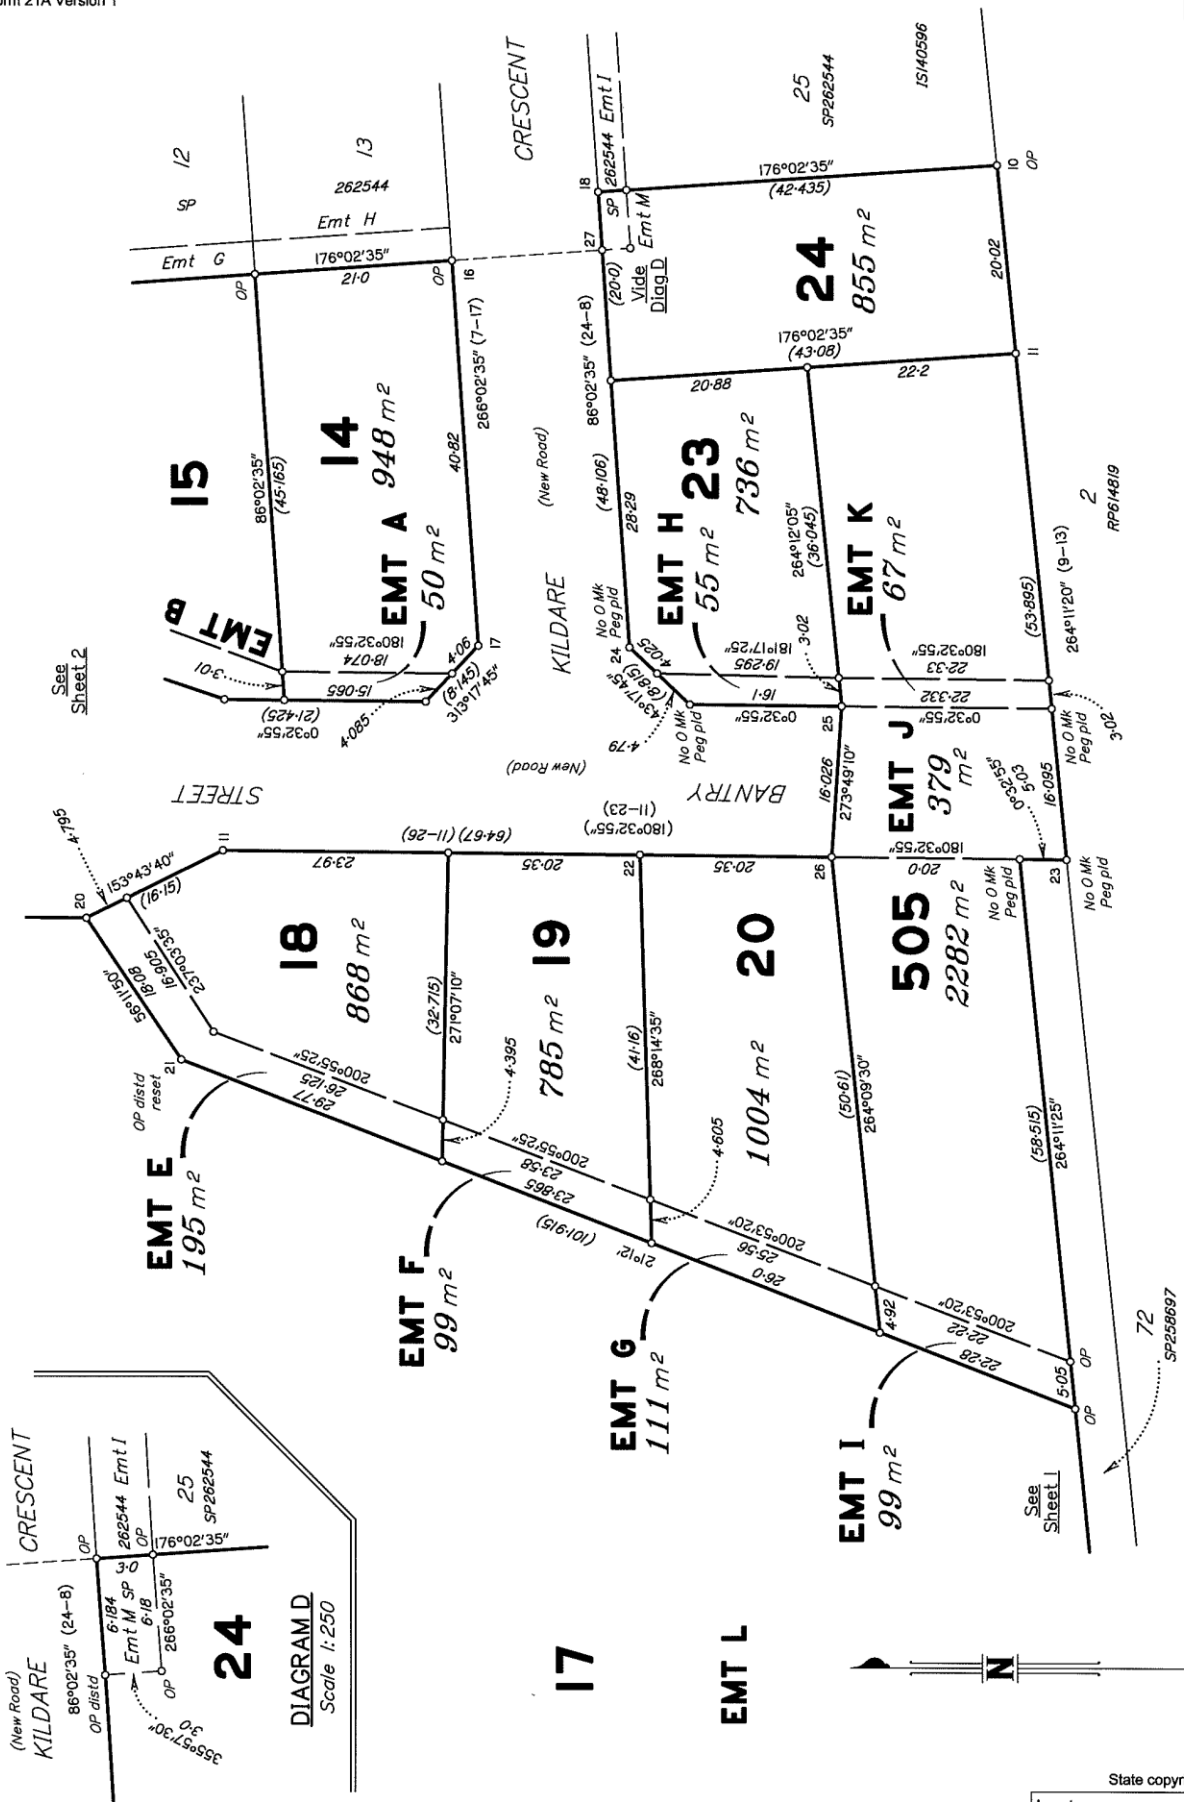 orm 21A Version 1
See
Sheet 2
15
14
948 m²
EMT A
50 m²
EMT B
12
SP
13
262544
Emt H
Emt G
176°02'35"
21·0
OP
OP
16
86°02'35"
(45·165)
40·82
266°02'35" (7–17)
17
180°32'55"
18·074
15·065
3·01
0°32'55"
(21·425)
4·085
4·06
(8·145)
313°17'45"
CRESCENT
KILDARE
(New Road)
STREET
BANTRY
(New Road)
18
27
SP 262544 Emt I
Emt M
(20·0)
Vide
Diag D
86°02'35" (24–8)
(48·106)
28·29
25
SP262544
IS140596
176°02'35"
(42·435)
24
855 m²
10
OP
20·02
11
176°02'35"
(43·08)
20·88
22·2
23
736 m²
EMT H
55 m²
EMT K
67 m²
264°12'05"
(36·045)
No O Mk
Peg pld
24
4·025
(8·815)
43°17'45"
4·79
No O Mk
Peg pld
181°17'25"
19·295
16·1
0°32'55"
3·02
25
180°32'55"
22·33
22·332
0°32'55"
(53·895)
264°11'20" (9–13)
2
RP614819
3·02
No O Mk
Peg pld
16·026
273°49'10"
EMT J
379
m²
16·095
0°32'55"
5·03
180°32'55"
20·0
23
No O Mk
Peg pld
No O Mk
Peg pld
20
4·795
153°43'40"
(16·15)
11
23·97
(64·67) (11–26)
20·35
22
(180°32'55")
(11–23)
20·35
26
56°11'50"
18·08
16·905
237°03'35"
21
OP distd
reset
18
868 m²
(32·715)
271°07'10"
19
785 m²
(41·16)
268°14'35"
20
1004 m²
(50·61)
264°09'30"
505
2282 m²
(58·515)
264°11'25"
200°55'25"
26·125
29·77
4·395
200°55'25"
23·58
23·865
(101·915)
21°12'
4·605
200°53'20"
25·56
26·0
4·92
200°53'20"
22·22
22·28
5·05
OP
OP
EMT E
195 m²
EMT F
99 m²
EMT G
111 m²
EMT I
99 m²
See
Sheet 1
72
SP258697
(New Road)
KILDARE
CRESCENT
86°02'35" (24–8)
OP distd
OP
6·184
Emt M SP 262544 Emt I
3·0
6·18
OP
266°02'35"
176°02'35"
OP
355°57'30"
3·0
25
SP262544
24
DIAGRAM D
Scale 1:250
17
EMT L
N
State copyr